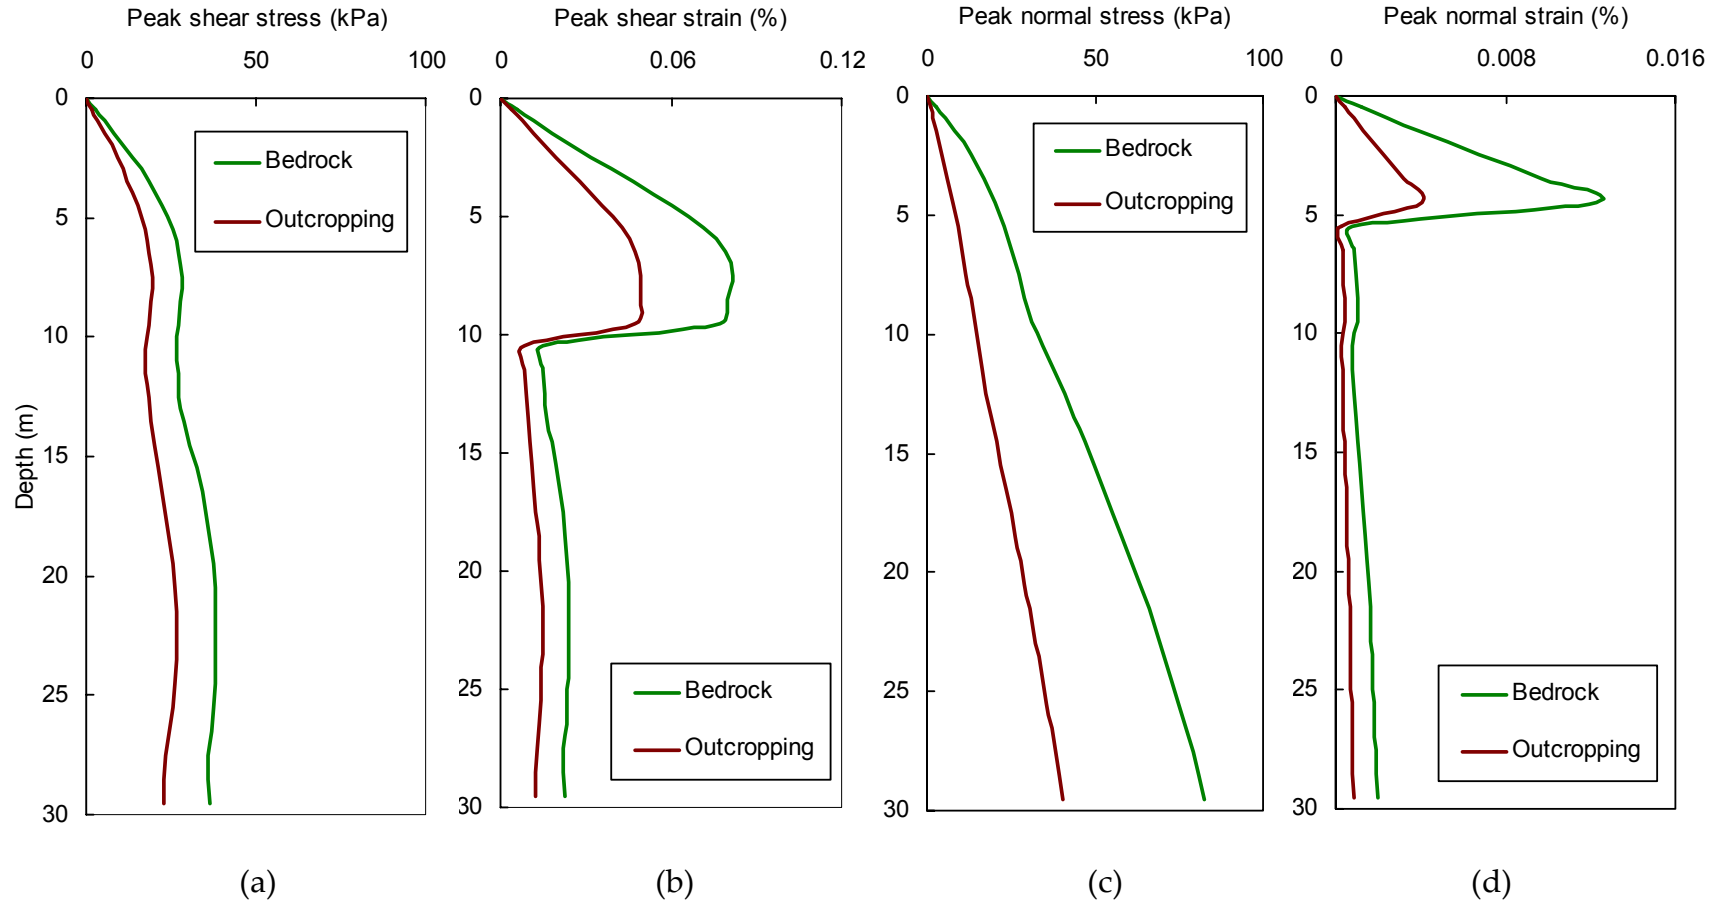 Peak shear stress (kPa)
0 50 100
0
5
10
15
20
25
30
Depth (m)
Bedrock
Outcropping
(a)
Peak shear strain (%)
0 0.06 0.12
0
5
10
15
20
25
30
Bedrock
Outcropping
(b)
Peak normal stress (kPa)
0 50 100
0
5
10
15
20
25
30
Bedrock
Outcropping
(c)
Peak normal strain (%)
0 0.008 0.016
0
5
10
15
20
25
30
Bedrock
Outcropping
(d)